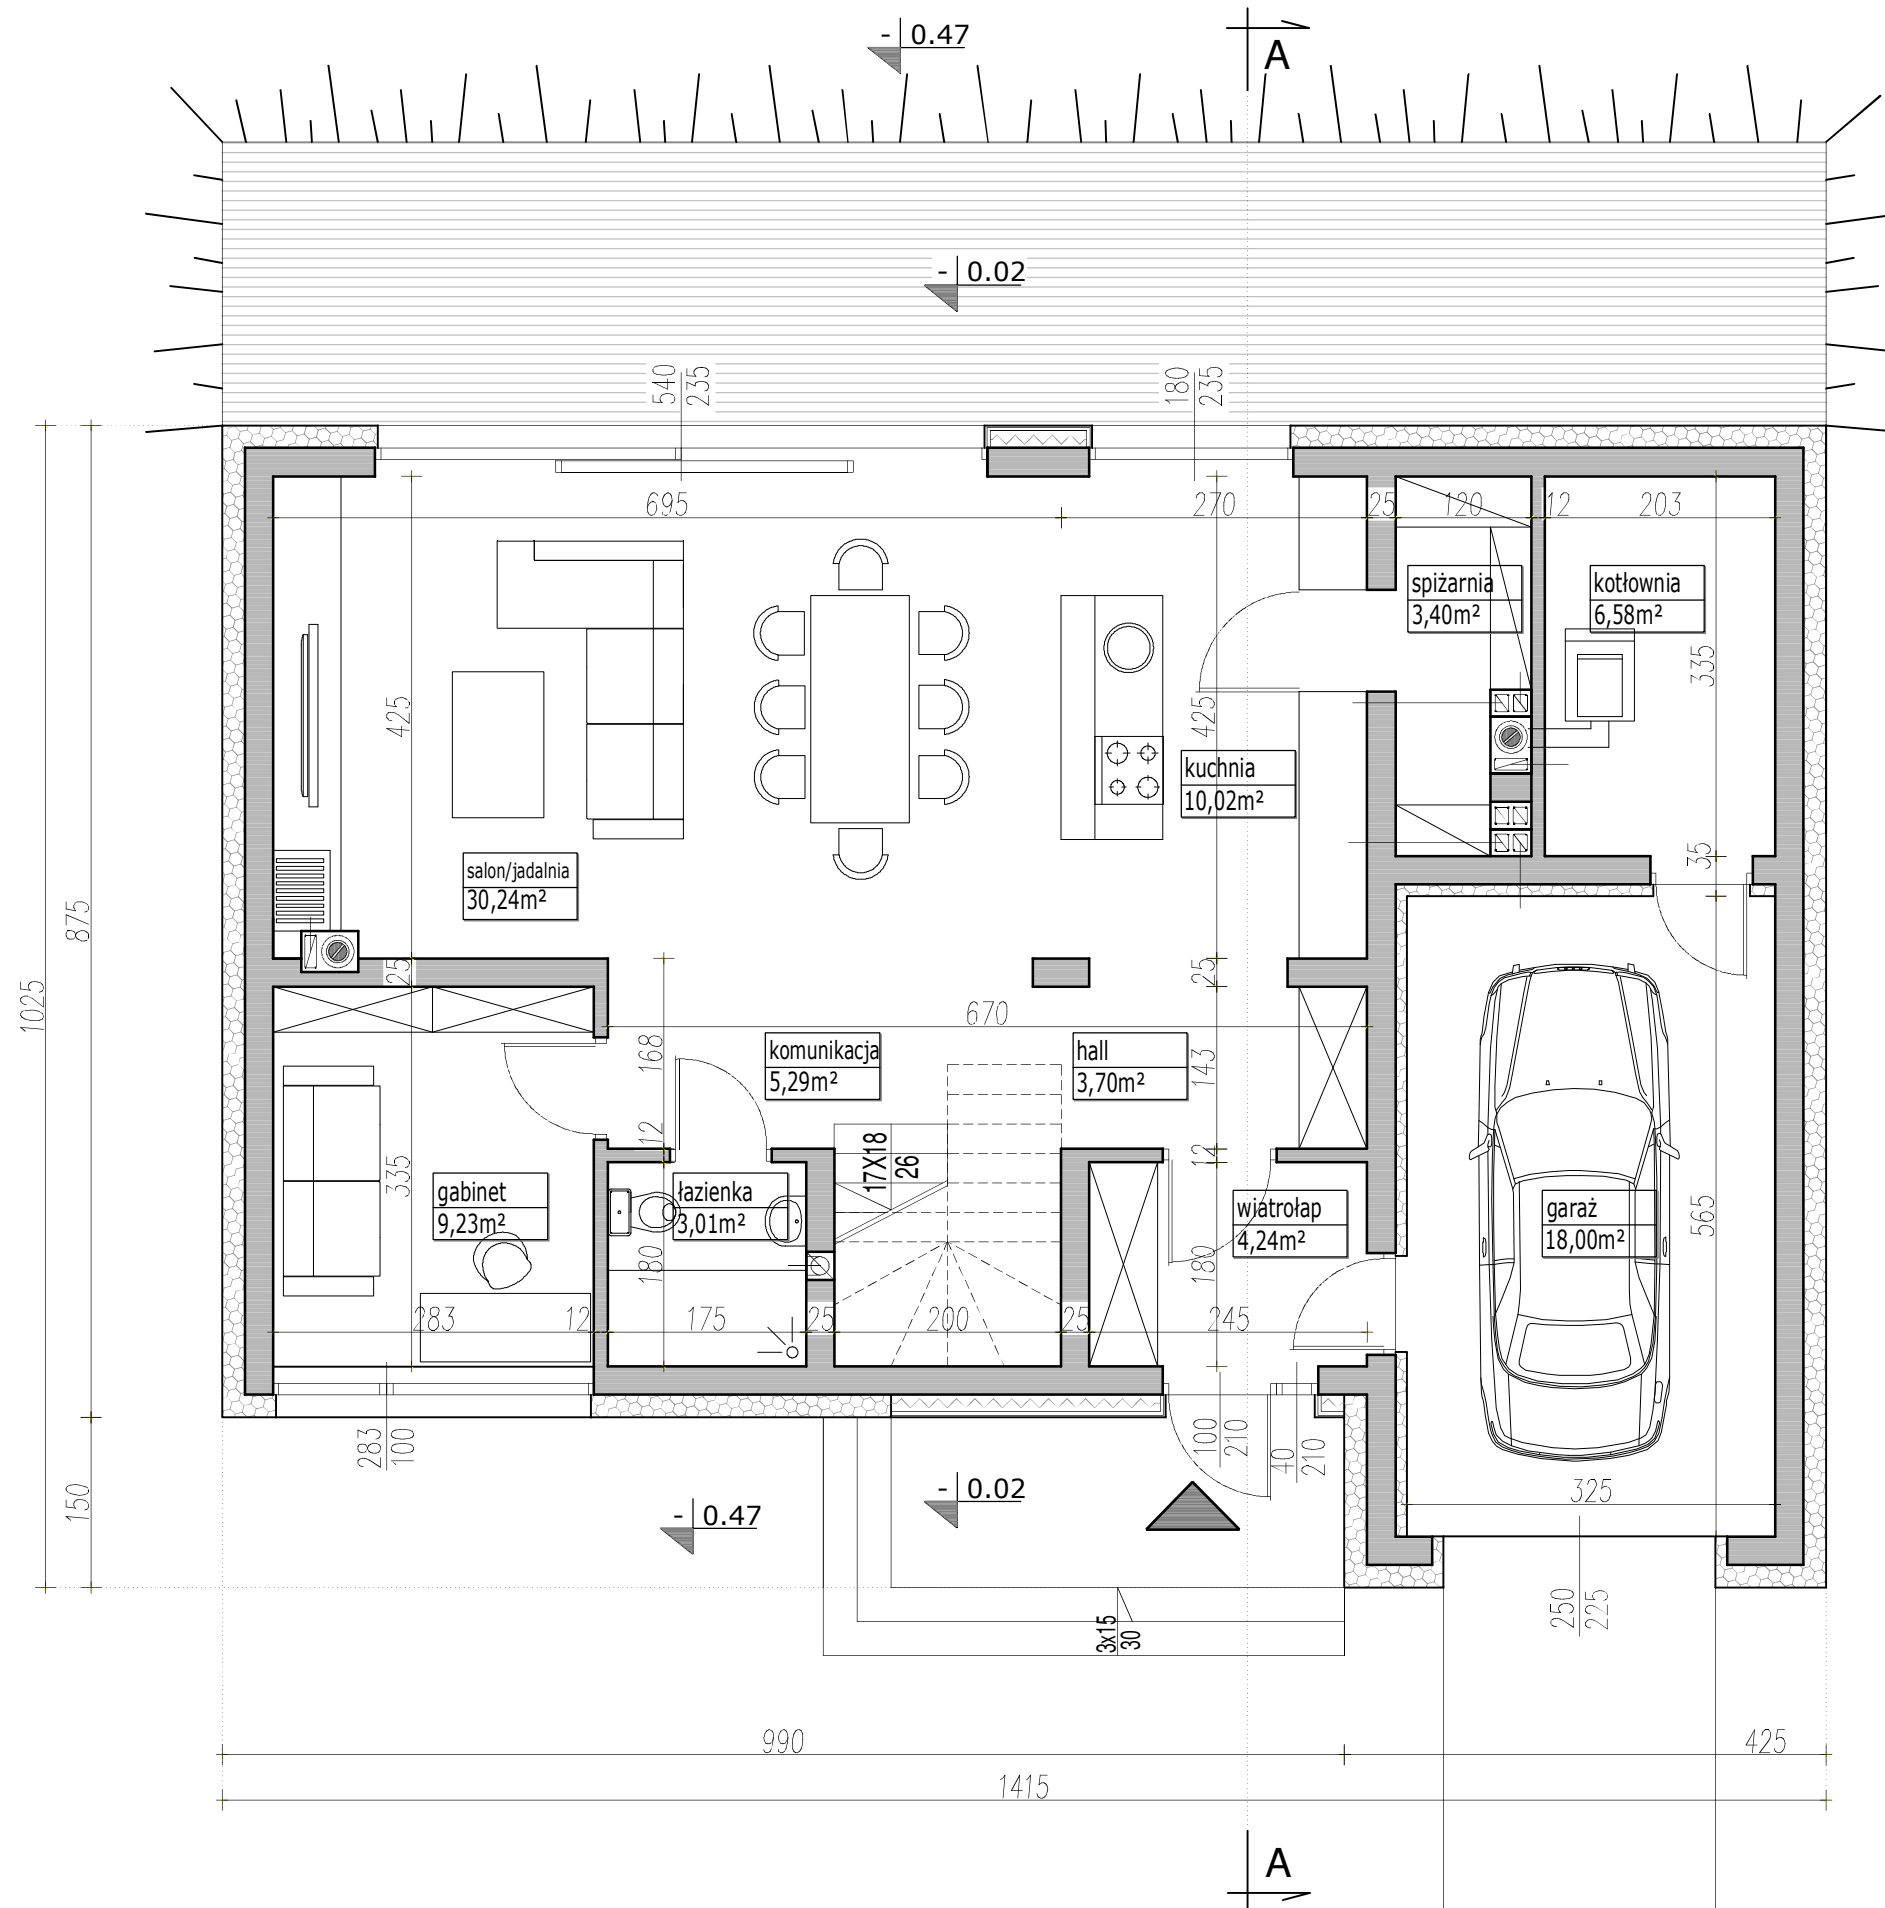 - 0.47
A
- 0.02
540
235
180
235
695
270
25
120
12
203
spiżarnia
3,40m²
kotłownia
6,58m²
425
425
335
kuchnia
10,02m²
salon/jadalnia
30,24m²
35
875
1025
25
25
670
komunikacja
5,29m²
hall
3,70m²
168
143
12
12
17X18
26
335
gabinet
9,23m²
łazienka
3,01m²
wiatrołap
4,24m²
garaż
18,00m²
565
180
180
283
12
175
25
200
25
245
283
100
100
210
40
210
325
150
- 0.47
- 0.02
250
225
3x15
30
990
425
1415
A